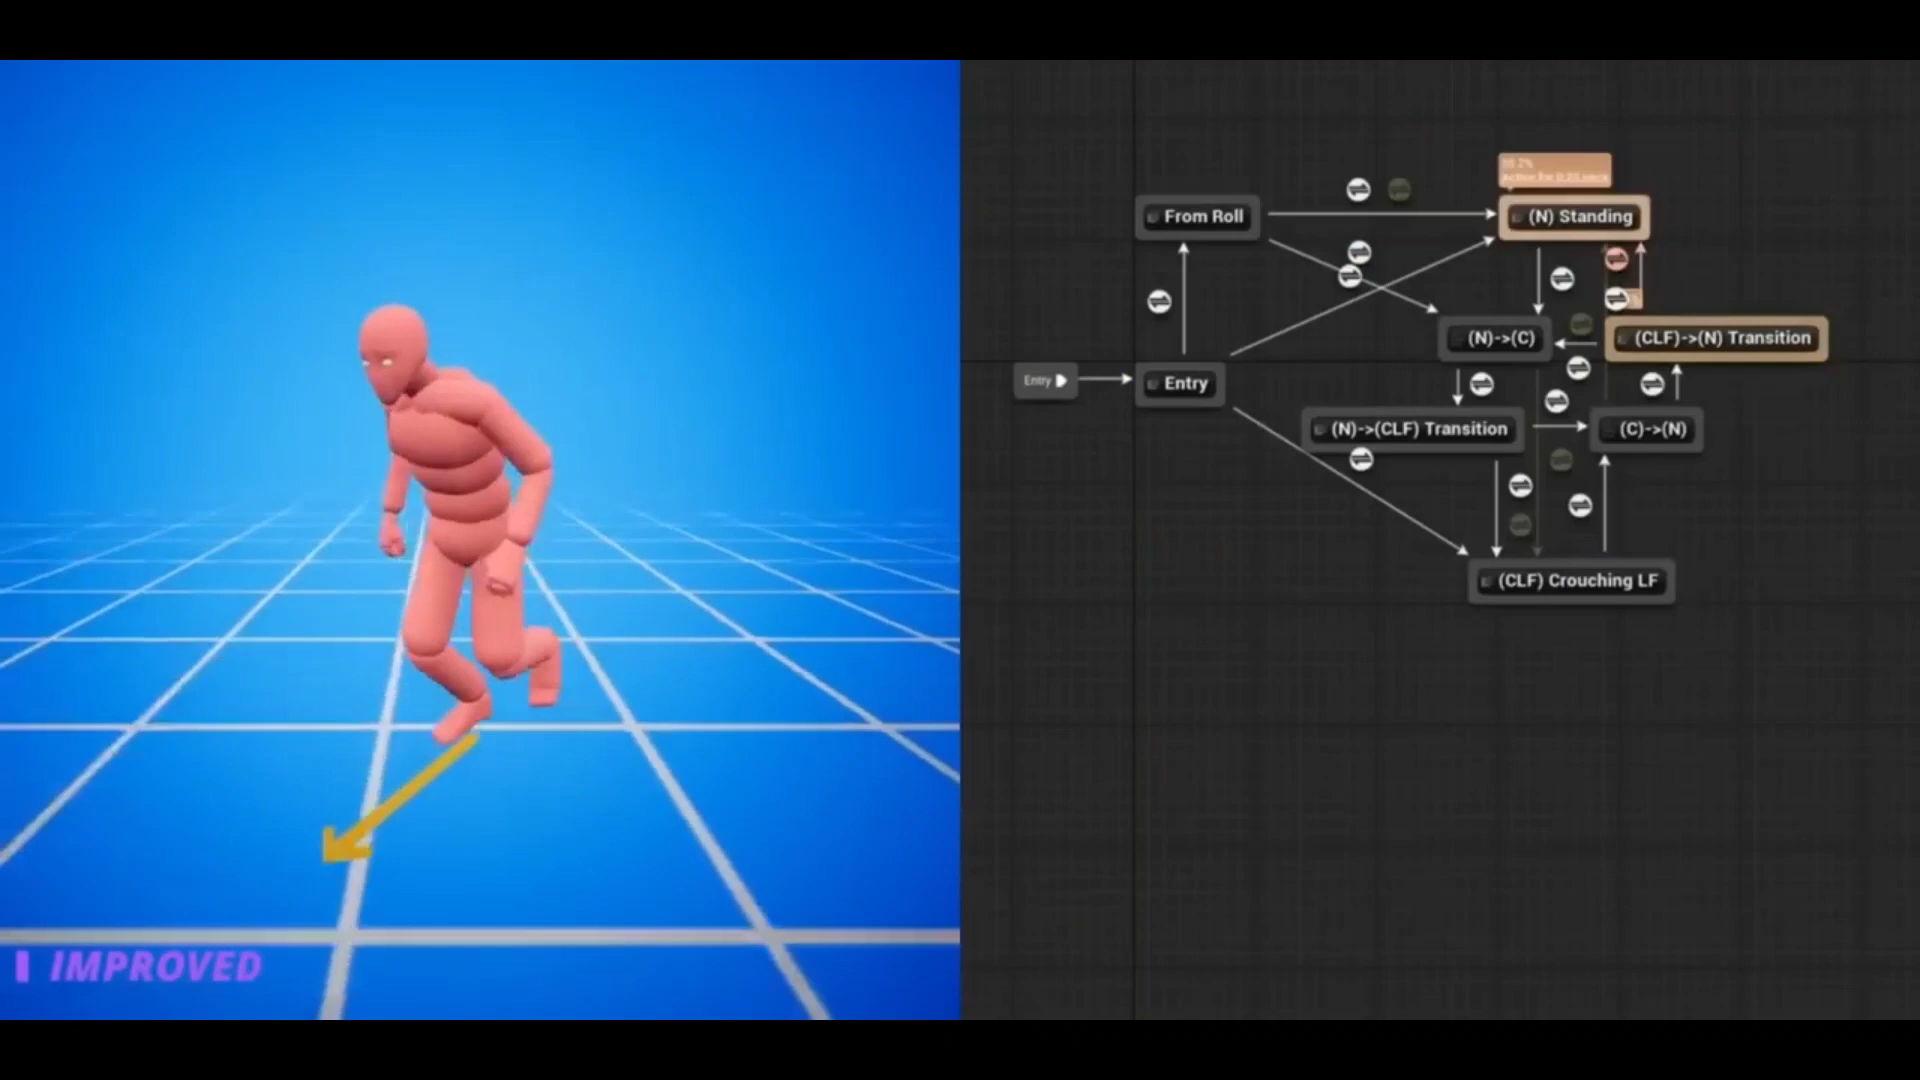 From Roll
(N) Standing
(N)->(C)
(CLF)->(N) Transition
Entry
Entry
(N)->(CLF) Transition
(C)->(N)
(CLF) Crouching LF
IMPROVED